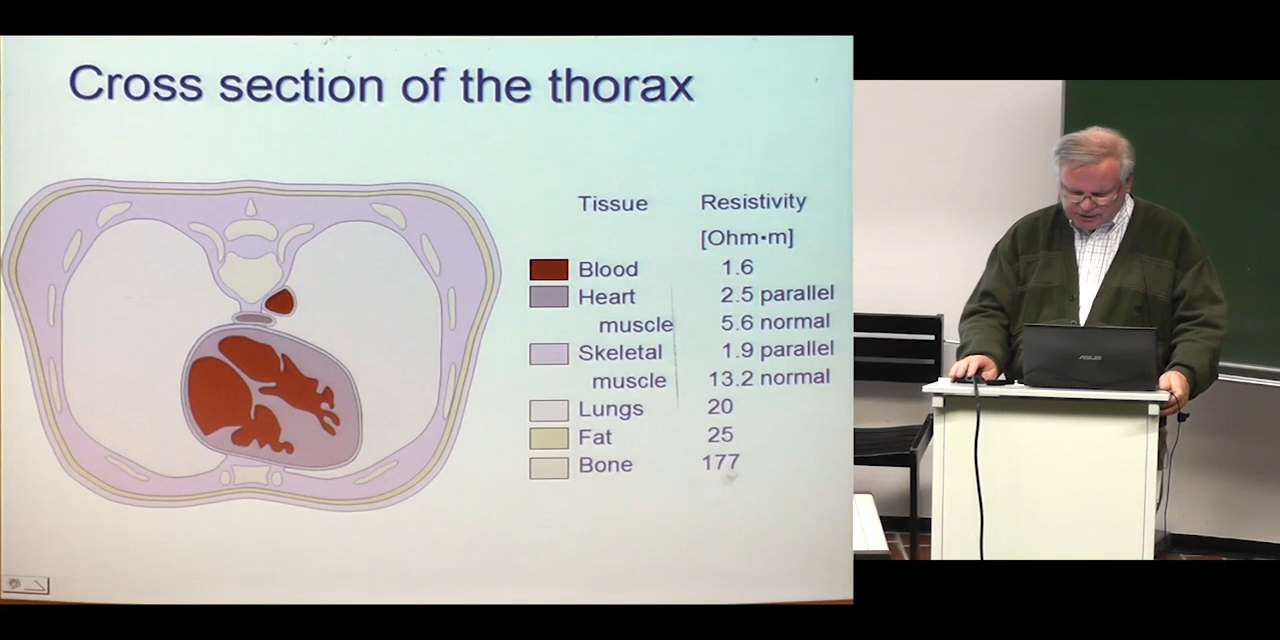 Cross section of the thorax
Tissue Resistivity
[Ohm•m]
Blood 1.6
Heart 2.5 parallel
muscle 5.6 normal
Skeletal 1.9 parallel
muscle 13.2 normal
Lungs 20
Fat 25
Bone 177
ASUS